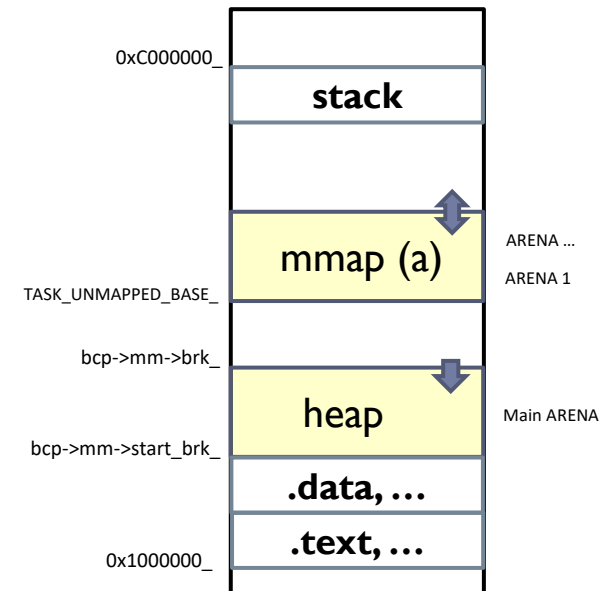 0xC000000_
stack
mmap (a)
ARENA …
ARENA 1
TASK_UNMAPPED_BASE_
bcp->mm->brk_
heap
Main ARENA
bcp->mm->start_brk_
.data, …
.text, …
0x1000000_